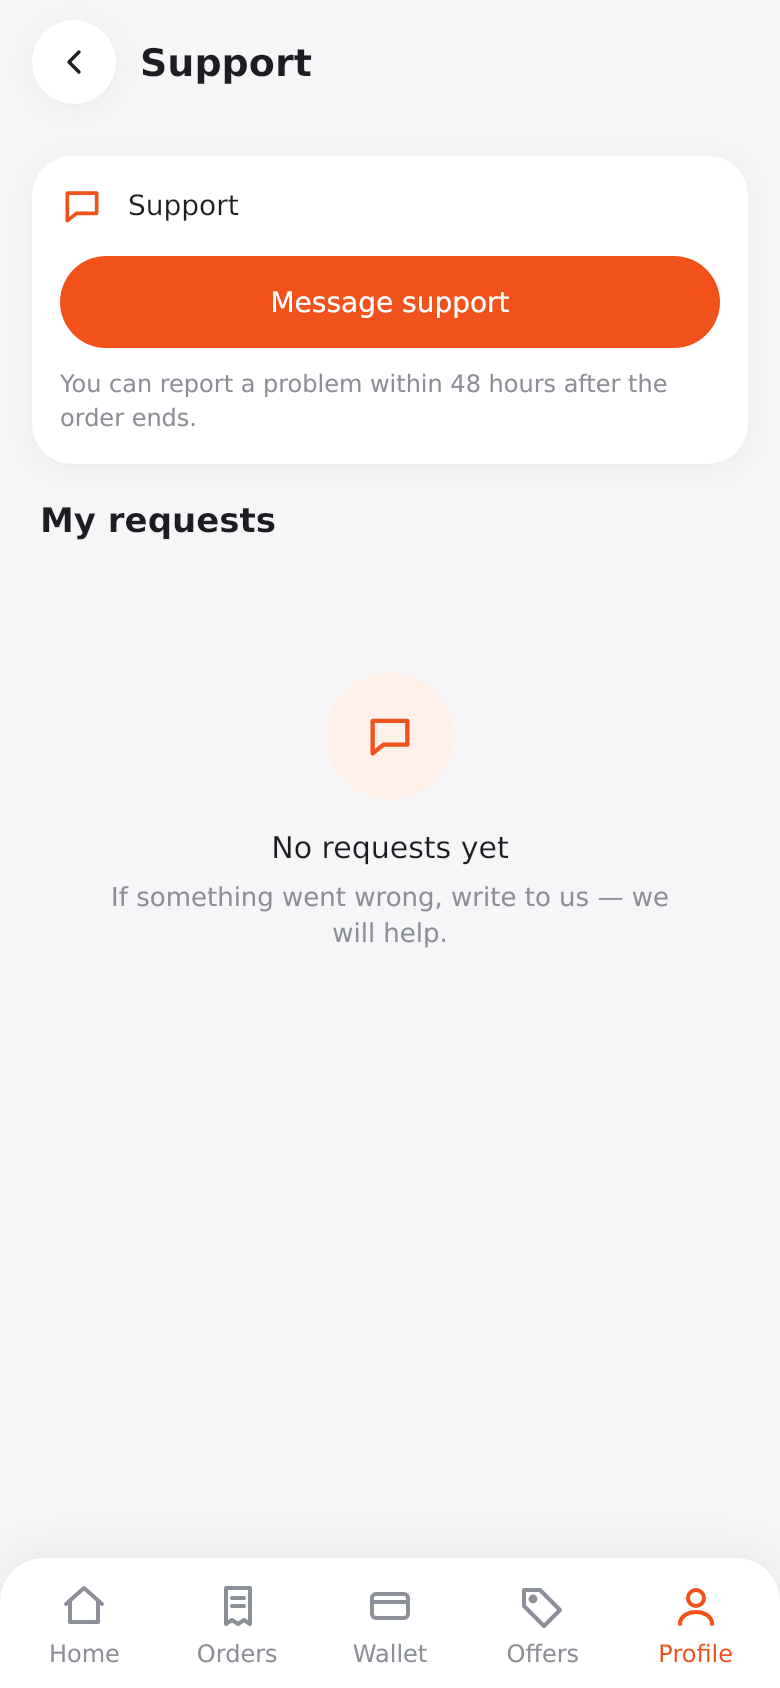 Support
Support
Message support
You can report a problem within 48 hours after the
order ends.
My requests
No requests yet
If something went wrong, write to us — we
will help.
Home
Orders
Wallet
Offers
Profile